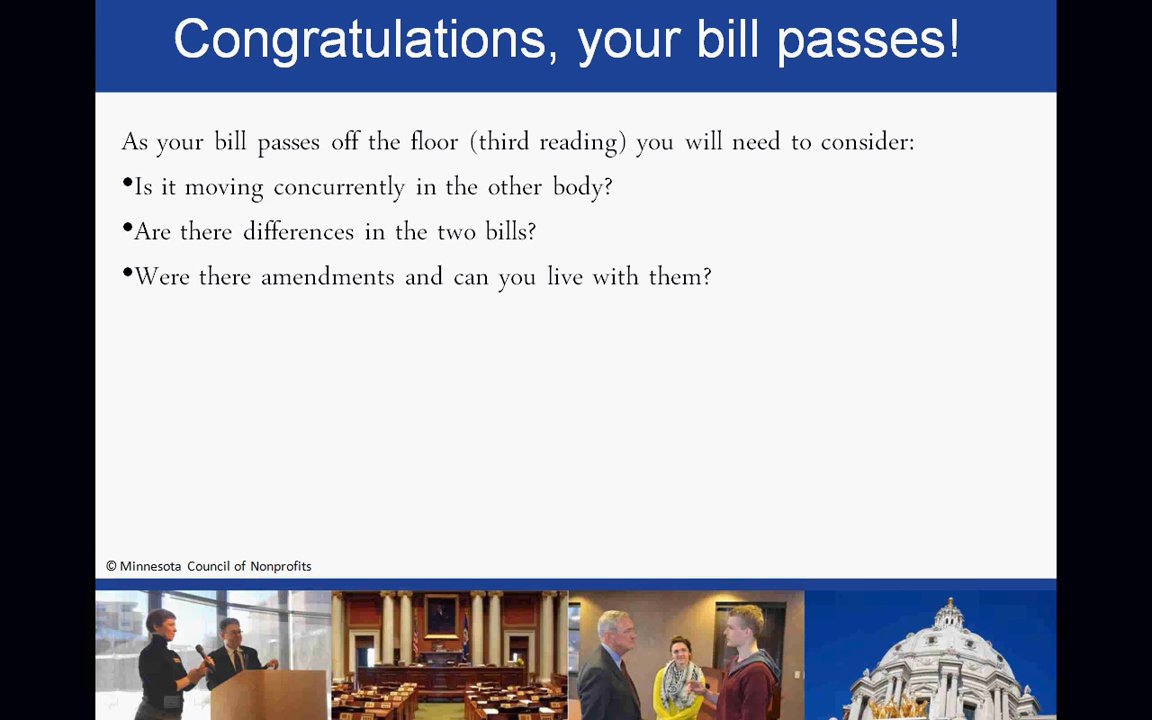 Congratulations, your bill passes!
As your bill passes off the floor (third reading) you will need to consider:
•Is it moving concurrently in the other body?
•Are there differences in the two bills?
•Were there amendments and can you live with them?
© Minnesota Council of Nonprofits